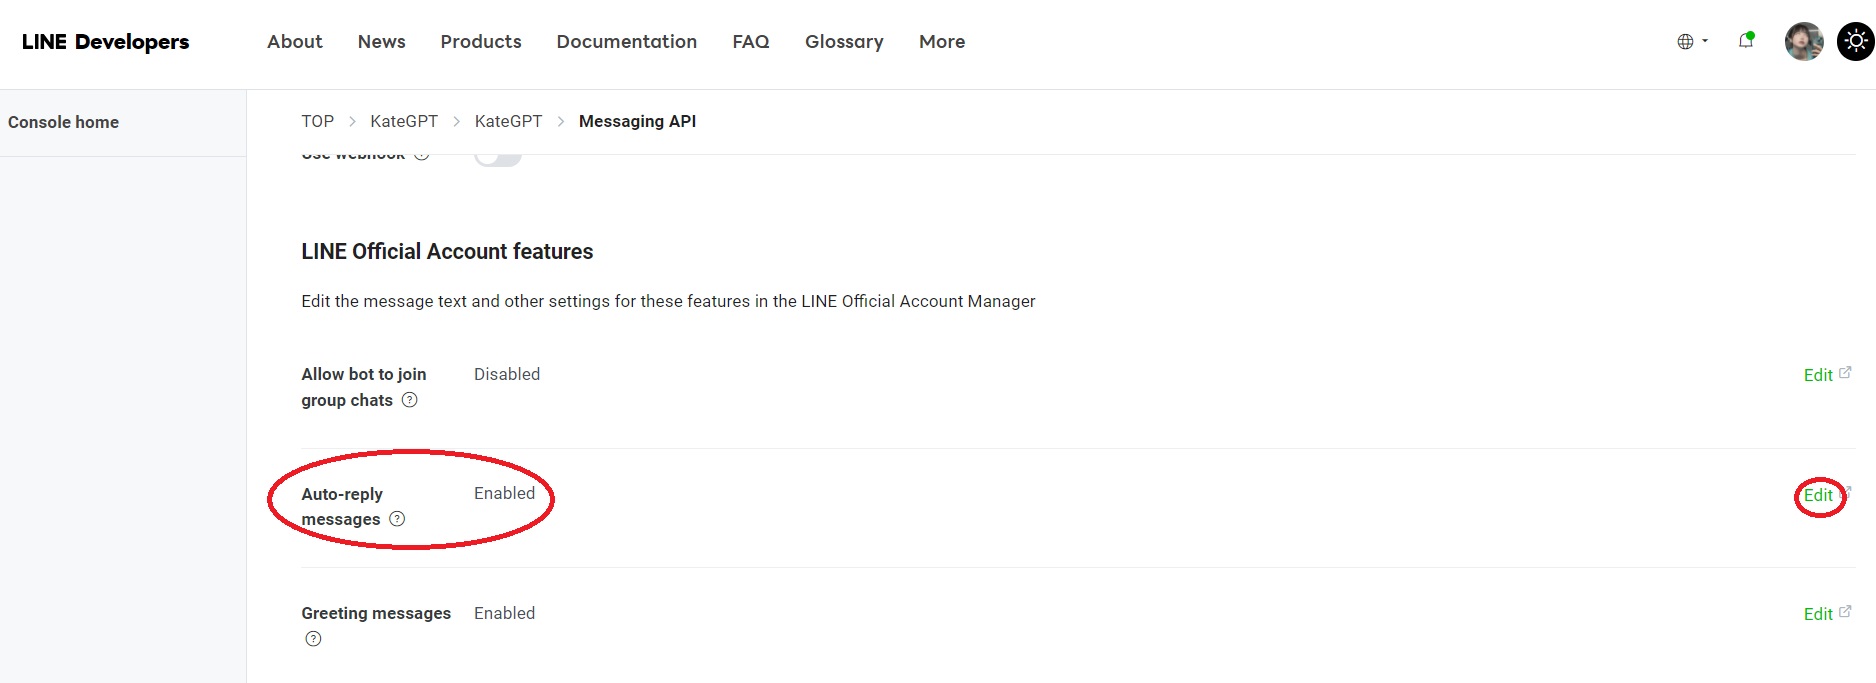 LINE Developers
About News Products Documentation FAQ Glossary More
Console home
TOP > KateGPT > KateGPT > Messaging API
Use webhook ?
LINE Official Account features
Edit the message text and other settings for these features in the LINE Official Account Manager
Allow bot to join Disabled Edit
group chats ?
Auto-reply Enabled Edit
messages ?
Greeting messages Enabled Edit
?